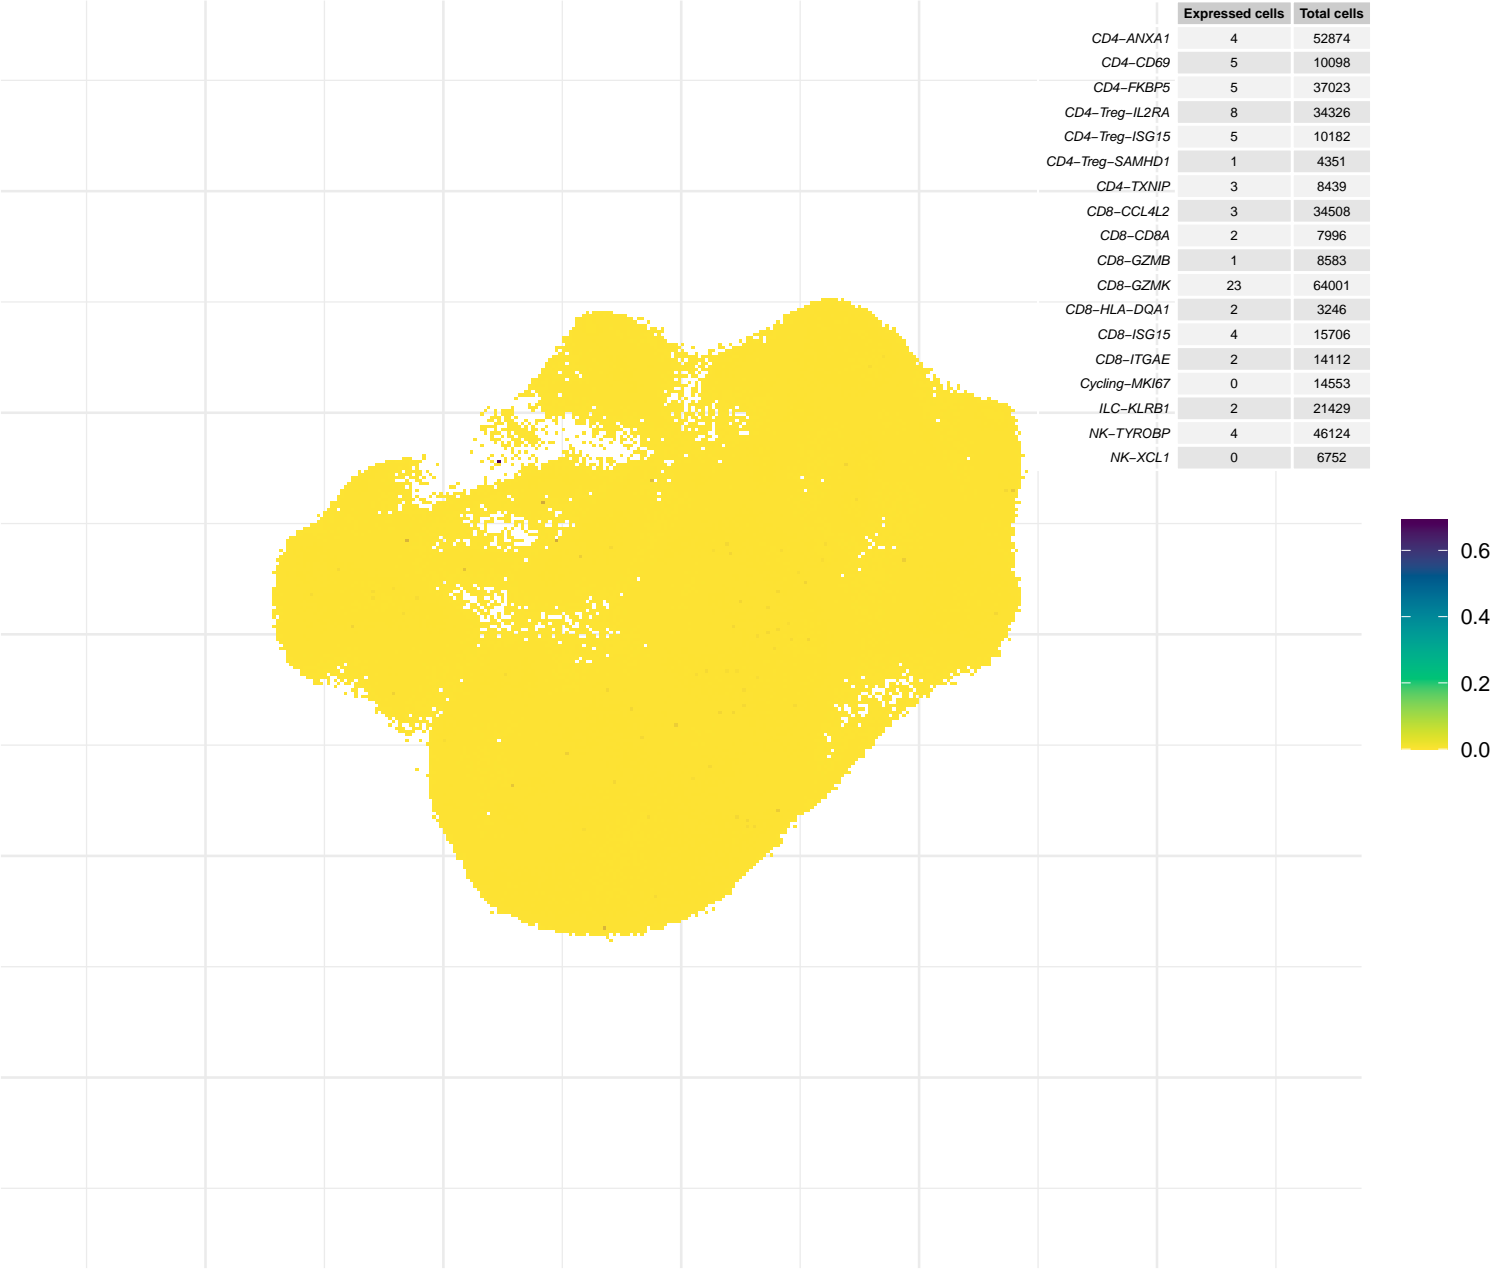 Expressed cells Total cells
CD4−ANXA1 4 52874
CD4−CD69 5 10098
CD4−FKBP5 5 37023
CD4−Treg−IL2RA 8 34326
CD4−Treg−ISG15 5 10182
CD4−Treg−SAMHD1 1 4351
CD4−TXNIP 3 8439
CD8−CCL4L2 3 34508
CD8−CD8A 2 7996
CD8−GZMB 1 8583
CD8−GZMK 23 64001
CD8−HLA−DQA1 2 3246
CD8−ISG15 4 15706
CD8−ITGAE 2 14112
Cycling−MKI67 0 14553
ILC−KLRB1 2 21429
NK−TYROBP 4 46124
NK−XCL1 0 6752
0.6
0.4
0.2
0.0